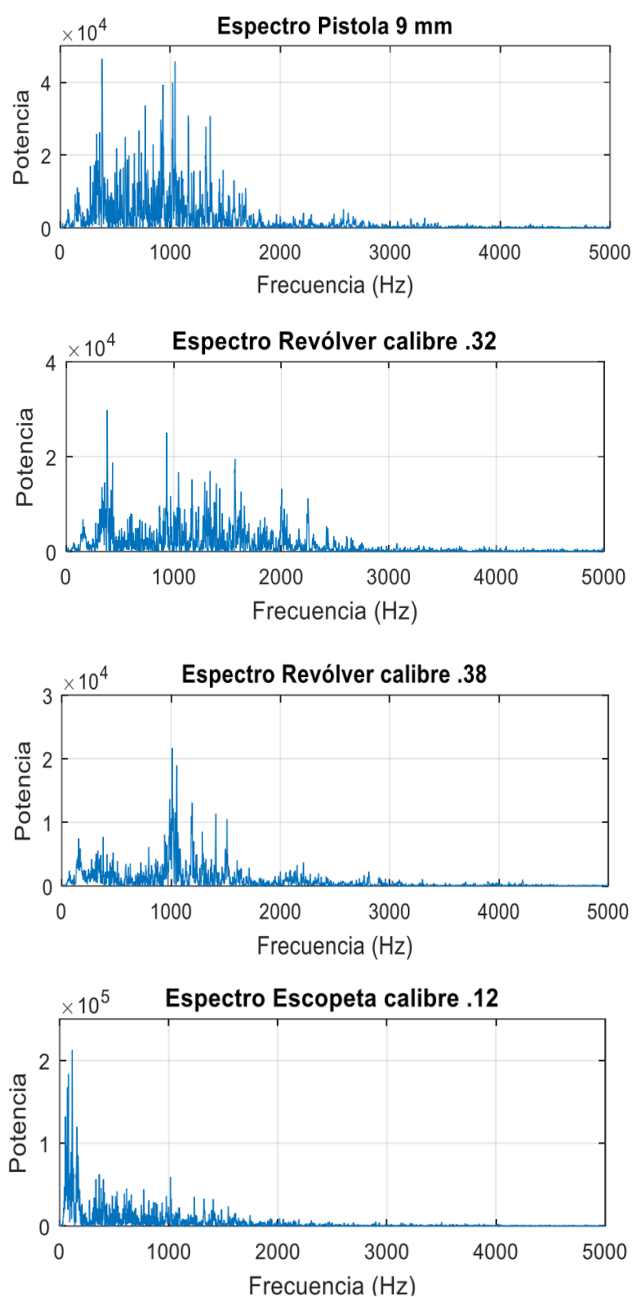 Espectro Pistola 9 mm
×10⁴
4
2
0
Potencia
0 1000 2000 3000 4000 5000
Frecuencia (Hz)
Espectro Revólver calibre .32
×10⁴
4
2
0
Potencia
0 1000 2000 3000 4000 5000
Frecuencia (Hz)
Espectro Revólver calibre .38
×10⁴
3
2
1
0
Potencia
0 1000 2000 3000 4000 5000
Frecuencia (Hz)
Espectro Escopeta calibre .12
×10⁵
2
1
0
Potencia
0 1000 2000 3000 4000 5000
Frecuencia (Hz)